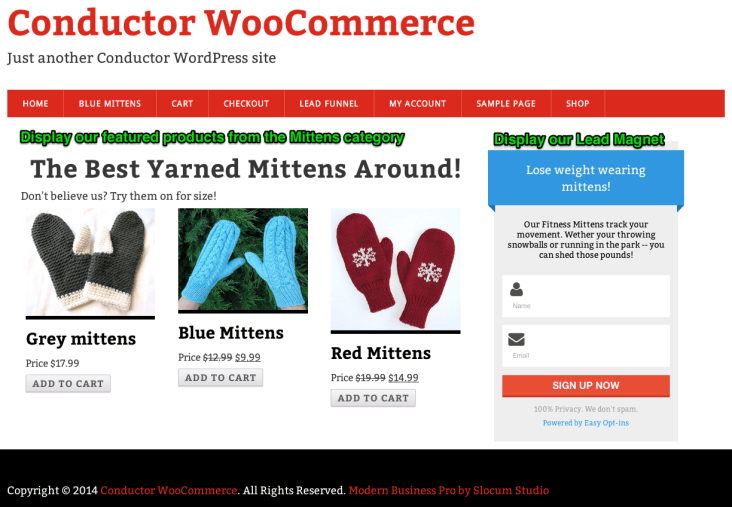 Conductor WooCommerce
Just another Conductor WordPress site
HOME BLUE MITTENS CART CHECKOUT LEAD FUNNEL MY ACCOUNT SAMPLE PAGE SHOP
Display our featured products from the Mittens category
The Best Yarned Mittens Around!
Don't believe us? Try them on for size!
Grey mittens
Price $17.99
ADD TO CART
Blue Mittens
Price $12.99 $9.99
ADD TO CART
Red Mittens
Price $19.99 $14.99
ADD TO CART
Display our Lead Magnet
Lose weight wearing
mittens!
Our Fitness Mittens track your
movement. Wether your throwing
snowballs or running in the park -- you
can shed those pounds!
Name
Email
SIGN UP NOW
100% Privacy. We don't spam.
Powered by Easy Opt-ins
Copyright © 2014 Conductor WooCommerce. All Rights Reserved. Modern Business Pro by Slocum Studio